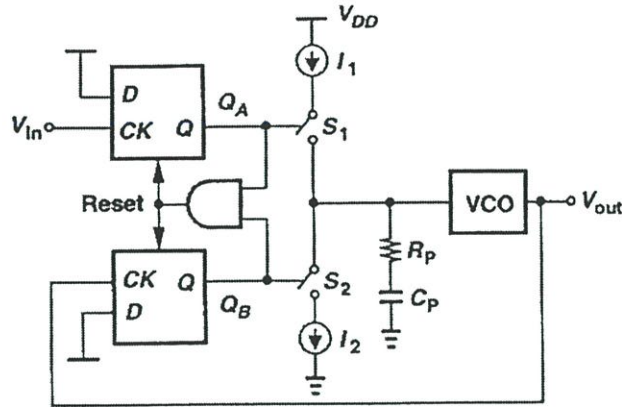 V_DD
I_1
D
Q_A
V_in
CK
Q
S_1
Reset
VCO
V_out
R_P
CK
Q
S_2
C_P
D
Q_B
I_2